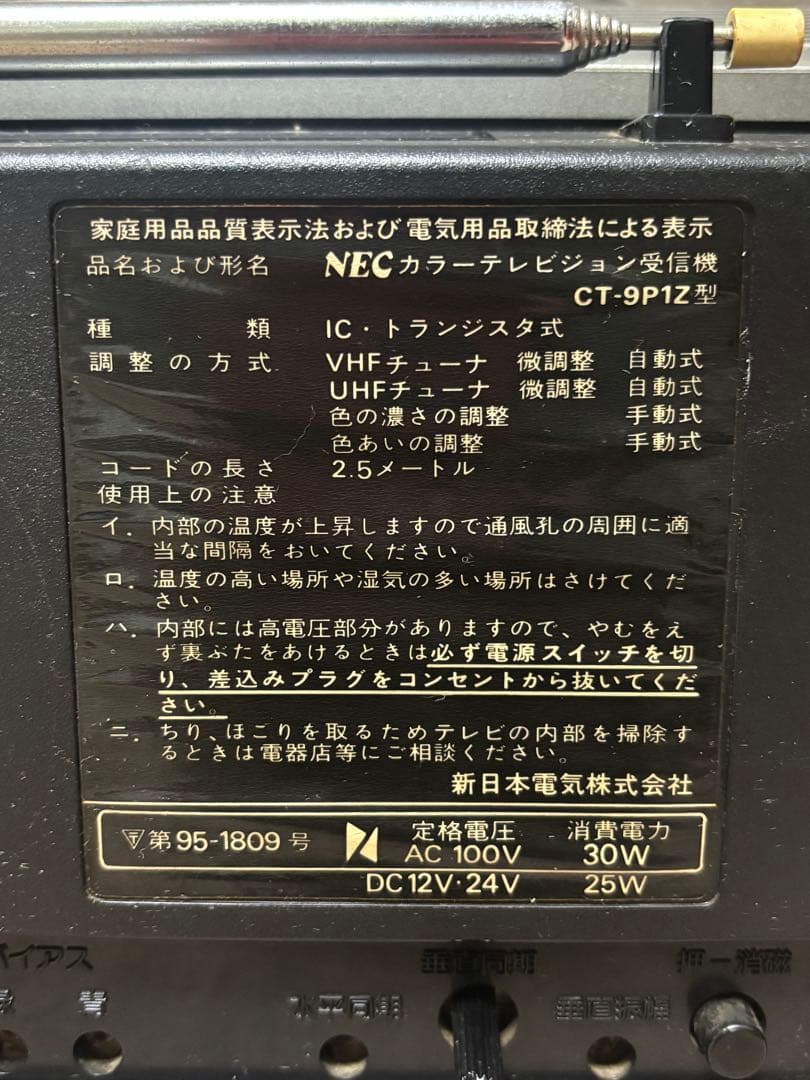 家庭用品品質表示法および電気用品取締法による表示
品名および形名 NEC カラーテレビジョン受信機
CT-9P1Z型
種類 IC・トランジスタ式
調整の方式 VHFチューナ 微調整 自動式
UHFチューナ 微調整 自動式
色の濃さの調整 手動式
色あいの調整 手動式
コードの長さ 2.5メートル
使用上の注意
イ. 内部の温度が上昇しますので通風孔の周囲に適
当な間隔をおいてください。
ロ. 温度の高い場所や湿気の多い場所はさけてくだ
さい。
ハ. 内部には高電圧部分がありますので、やむをえ
ず裏ぶたをあけるときは必ず電源スイッチを切
り、差込みプラグをコンセントから抜いてくだ
さい。
ニ. ちり、ほこりを取るためテレビの内部を掃除す
るときは電器店等にご相談ください。
新日本電気株式会社
〒第95-1809号 定格電圧 消費電力
AC 100V 30W
DC12V・24V 25W
バイアス 垂直同期 押－消磁
青 水平同期 垂直振幅